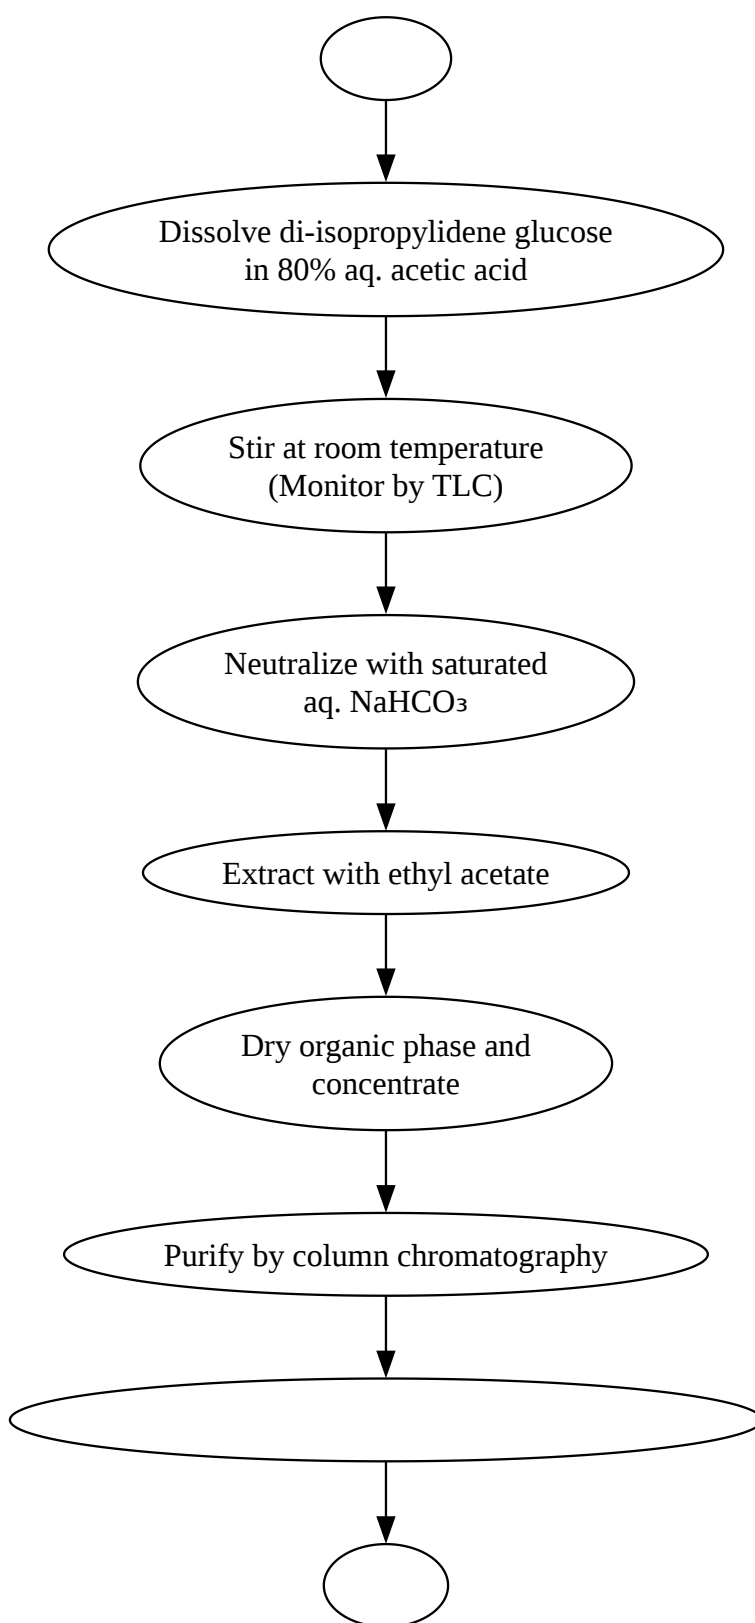 Dissolve di-isopropylidene glucose
in 80% aq. acetic acid
Stir at room temperature
(Monitor by TLC)
Neutralize with saturated
aq. NaHCO₃
Extract with ethyl acetate
Dry organic phase and
concentrate
Purify by column chromatography